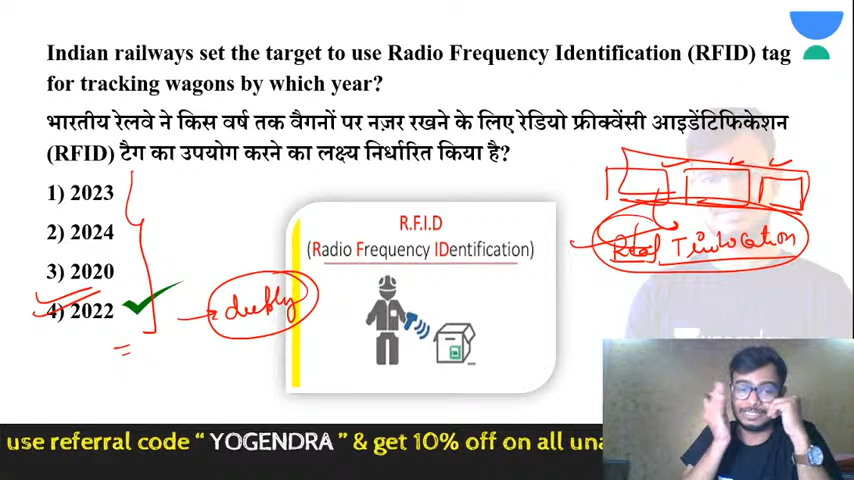 Indian railways set the target to use Radio Frequency Identification (RFID) tag
for tracking wagons by which year?
भारतीय रेलवे ने किस वर्ष तक वैगनों पर नज़र रखने के लिए रेडियो फ्रीक्वेंसी आइडेंटिफिकेशन
(RFID) टैग का उपयोग करने का लक्ष्य निर्धारित किया है?
1) 2023
2) 2024
3) 2020
4) 2022
R.F.I.D
(Radio Frequency IDentification)
use referral code “ YOGENDRA ” & get 10% off on all una